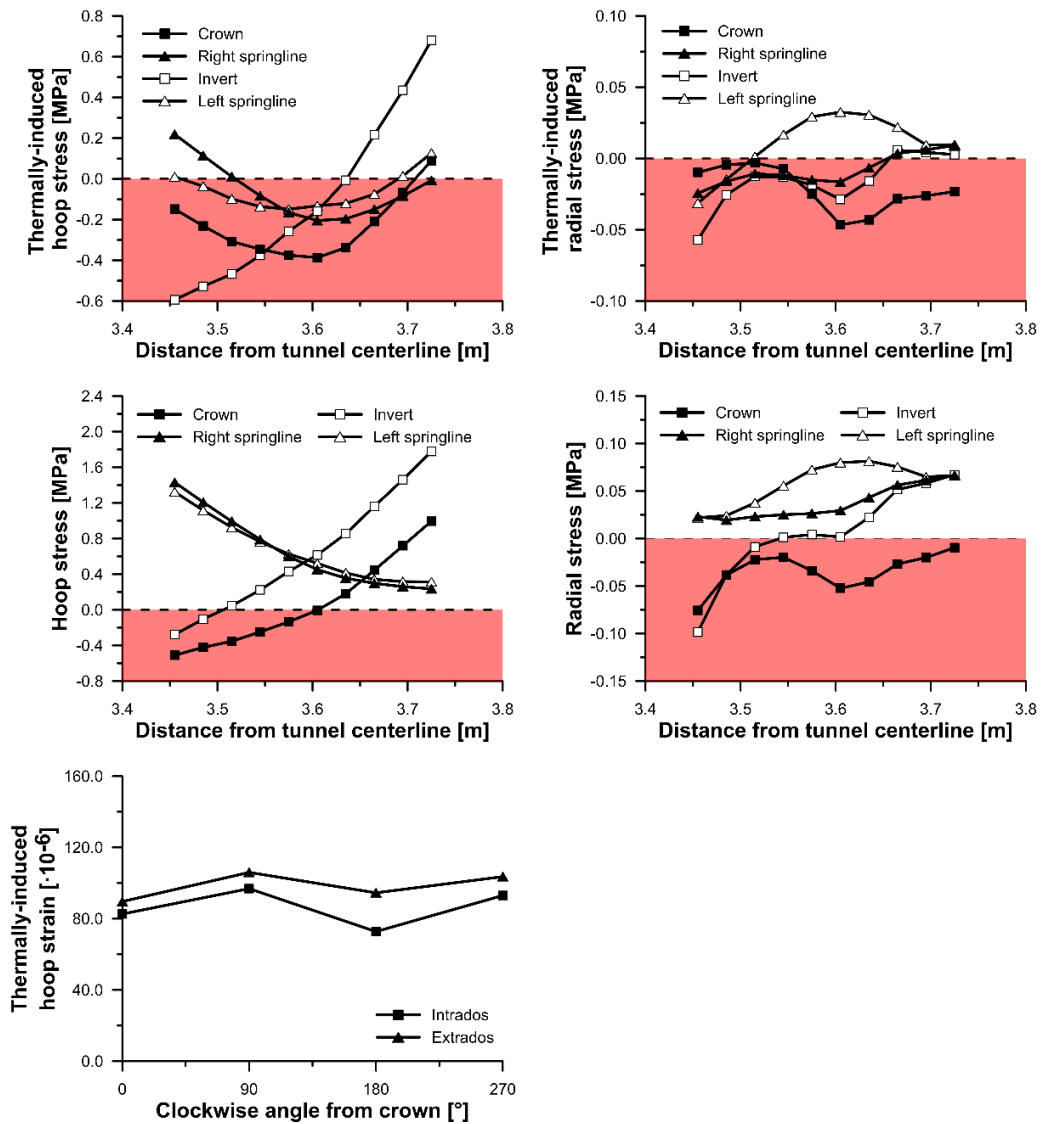 Thermally-induced
hoop stress [MPa]
0.8
0.6
0.4
0.2
0.0
-0.2
-0.4
-0.6
Crown
Right springline
Invert
Left springline
3.4
3.5
3.6
3.7
3.8
Distance from tunnel centerline [m]
Thermally-induced
radial stress [MPa]
0.10
0.05
0.00
-0.05
-0.10
Crown
Right springline
Invert
Left springline
3.4
3.5
3.6
3.7
3.8
Distance from tunnel centerline [m]
Hoop stress [MPa]
2.4
2.0
1.6
1.2
0.8
0.4
0.0
-0.4
-0.8
Crown
Invert
Right springline
Left springline
3.4
3.5
3.6
3.7
3.8
Distance from tunnel centerline [m]
Radial stress [MPa]
0.15
0.10
0.05
0.00
-0.05
-0.10
-0.15
Crown
Invert
Right springline
Left springline
3.4
3.5
3.6
3.7
3.8
Distance from tunnel centerline [m]
Thermally-induced
hoop strain [·10-6]
160.0
120.0
80.0
40.0
0.0
Intrados
Extrados
0
90
180
270
Clockwise angle from crown [°]